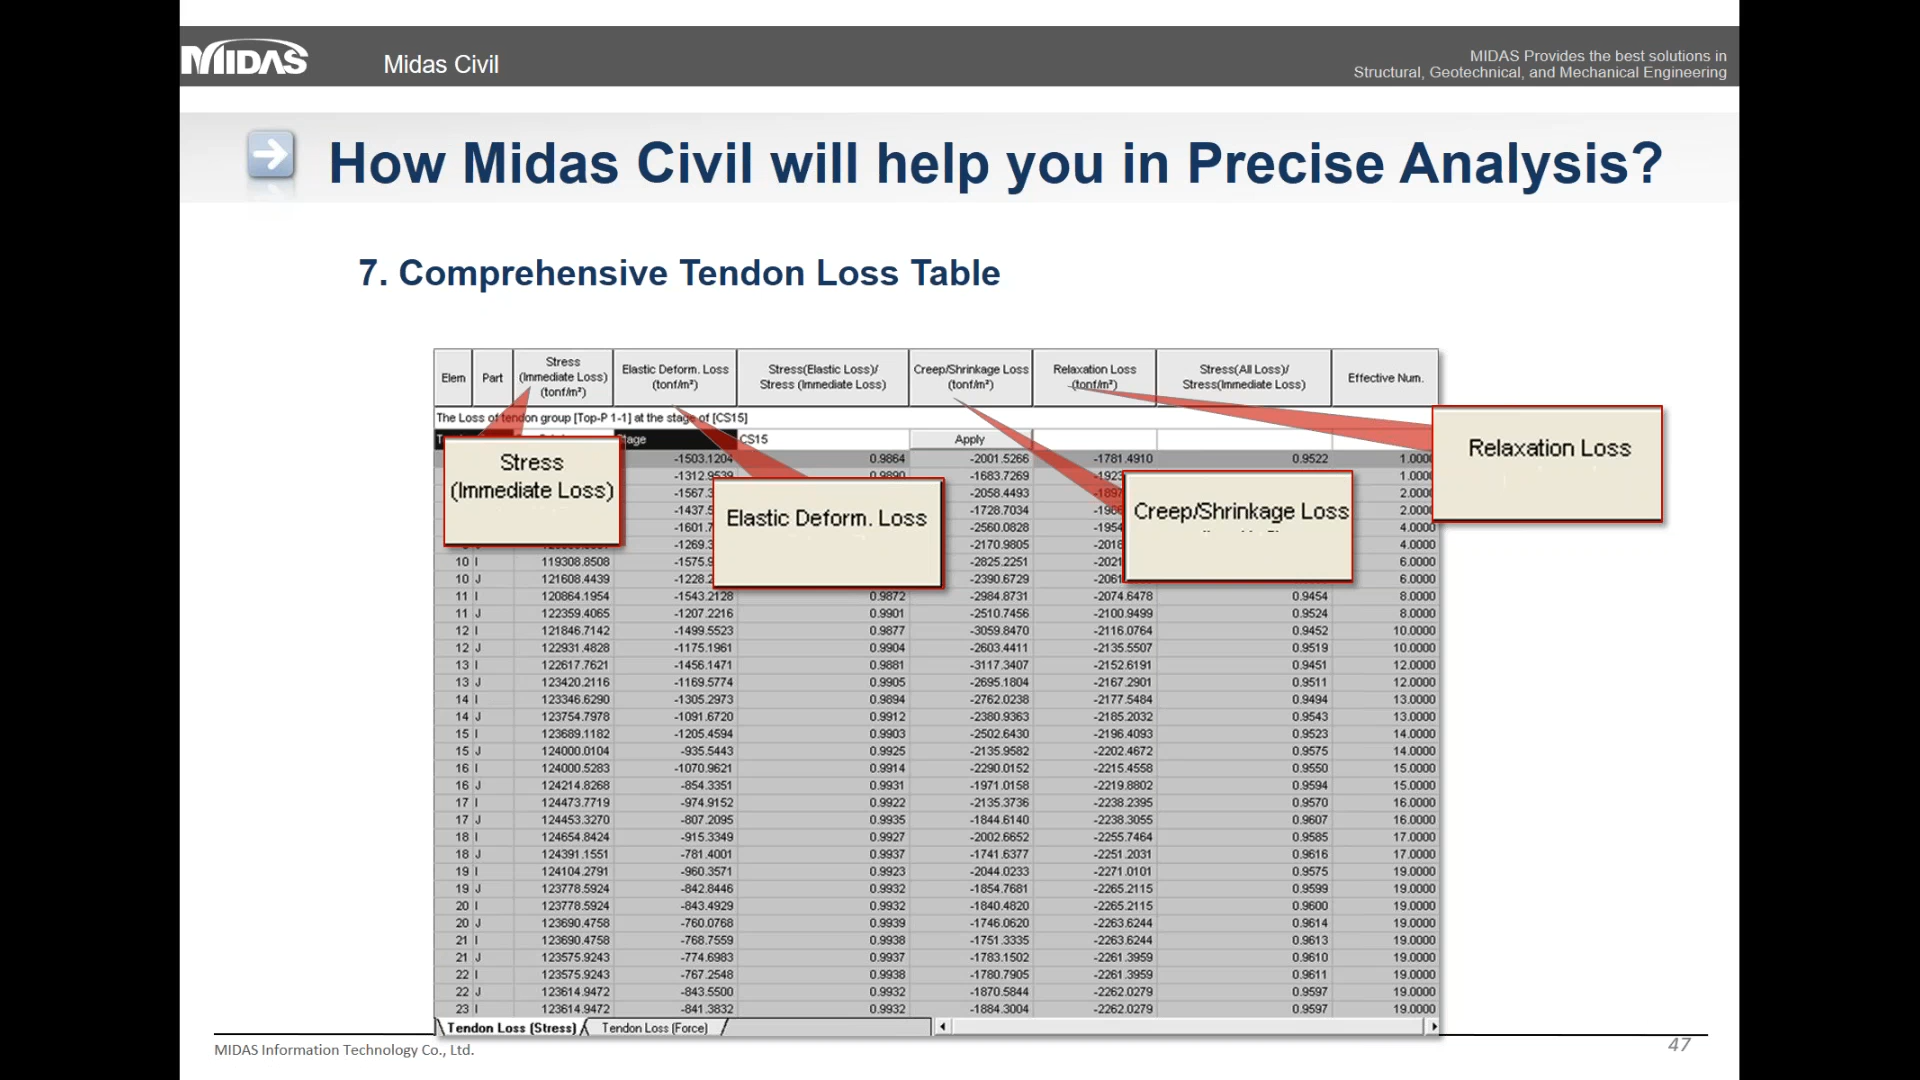 MIDAS
Midas Civil
MIDAS Provides the best solutions in
Structural, Geotechnical, and Mechanical Engineering
How Midas Civil will help you in Precise Analysis?
7. Comprehensive Tendon Loss Table
Elem Part Stress (Immediate Loss) (tonf/m²) Elastic Deform. Loss (tonf/m²) Stress(Elastic Loss)/ Stress (Immediate Loss) Creep/Shrinkage Loss (tonf/m²) Relaxation Loss (tonf/m²) Stress(All Loss)/ Stress(Immediate Loss) Effective Num.
The Loss of tendon group [Top-P 1-1] at the stage of [CS15]
Stage CS15 Apply
Stress
(Immediate Loss)
Elastic Deform. Loss
Creep/Shrinkage Loss
Relaxation Loss
-1503.1204 0.9864 -2001.5266 -1781.4910 0.9522 1.0000
-1312.9539 0.9890 -1683.7269 1.0000
-2058.4493 2.0000
-1728.7034 2.0000
-2560.0828 4.0000
-2170.9805 4.0000
10 I 119308.8508 -2825.2251 6.0000
10 J 121608.4439 -2390.6729 6.0000
11 I 120864.1954 -1543.2128 0.9872 -2984.8731 -2074.6478 0.9454 8.0000
11 J 122359.4065 -1207.2216 0.9901 -2510.7456 -2100.9499 0.9524 8.0000
12 I 121846.7142 -1499.5523 0.9877 -3059.8470 -2116.0764 0.9452 10.0000
12 J 122931.4828 -1175.1961 0.9904 -2603.4411 -2135.5507 0.9519 10.0000
13 I 122617.7621 -1456.1471 0.9881 -3117.3407 -2152.6191 0.9451 12.0000
13 J 123420.2116 -1169.5774 0.9905 -2695.1804 -2167.2901 0.9511 12.0000
14 I 123346.6290 -1305.2973 0.9894 -2762.0238 -2177.5484 0.9494 13.0000
14 J 123754.7978 -1091.6720 0.9912 -2380.9363 -2185.2032 0.9543 13.0000
15 I 123689.1182 -1205.4594 0.9903 -2502.6430 -2196.4093 0.9523 14.0000
15 J 124000.0104 -935.5443 0.9925 -2135.9582 -2202.4672 0.9575 14.0000
16 I 124000.5283 -1070.9621 0.9914 -2290.0152 -2215.4558 0.9550 15.0000
16 J 124214.8268 -854.3351 0.9931 -1971.0158 -2219.8802 0.9594 15.0000
17 I 124473.7719 -974.9152 0.9922 -2135.3736 -2238.2395 0.9570 16.0000
17 J 124453.3270 -807.2095 0.9935 -1844.6140 -2238.3055 0.9607 16.0000
18 I 124654.8424 -915.3349 0.9927 -2002.6652 -2255.7464 0.9585 17.0000
18 J 124391.1551 -781.4001 0.9937 -1741.6377 -2251.2031 0.9616 17.0000
19 I 124104.2791 -960.3571 0.9923 -2044.0233 -2271.0101 0.9575 19.0000
19 J 123778.5924 -842.8446 0.9932 -1854.7681 -2265.2115 0.9599 19.0000
20 I 123778.5924 -843.4929 0.9932 -1840.4820 -2265.2115 0.9600 19.0000
20 J 123690.4758 -760.0768 0.9939 -1746.0620 -2263.6244 0.9614 19.0000
21 I 123690.4758 -768.7559 0.9938 -1751.3335 -2263.6244 0.9613 19.0000
21 J 123575.9243 -774.6983 0.9937 -1783.1502 -2261.3959 0.9610 19.0000
22 I 123575.9243 -767.2548 0.9938 -1780.7905 -2261.3959 0.9611 19.0000
22 J 123614.9472 -843.5500 0.9932 -1870.5844 -2262.0279 0.9597 19.0000
23 I 123614.9472 -841.3832 0.9932 -1884.3004 -2262.0279 0.9597 19.0000
Tendon Loss (Stress) Tendon Loss (Force)
MIDAS Information Technology Co., Ltd.
47